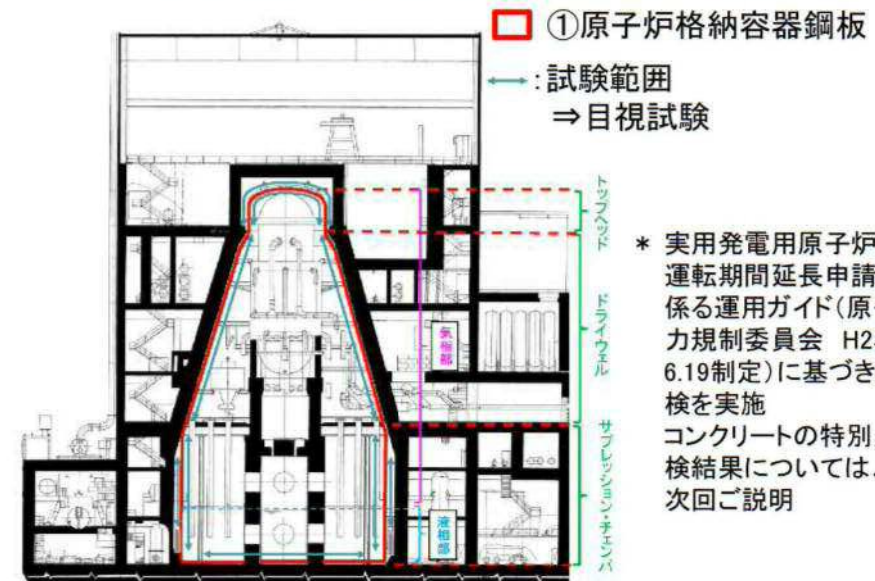 ①原子炉格納容器鋼板
:試験範囲
⇒目視試験
トップヘッド
ドライウェル
サプレッション・チェンバ
気相部
液相部
* 実用発電用原子炉
運転期間延長申請
係る運用ガイド(原
力規制委員会 H2
6.19制定)に基づき
検を実施
コンクリートの特別
検結果については、
次回ご説明